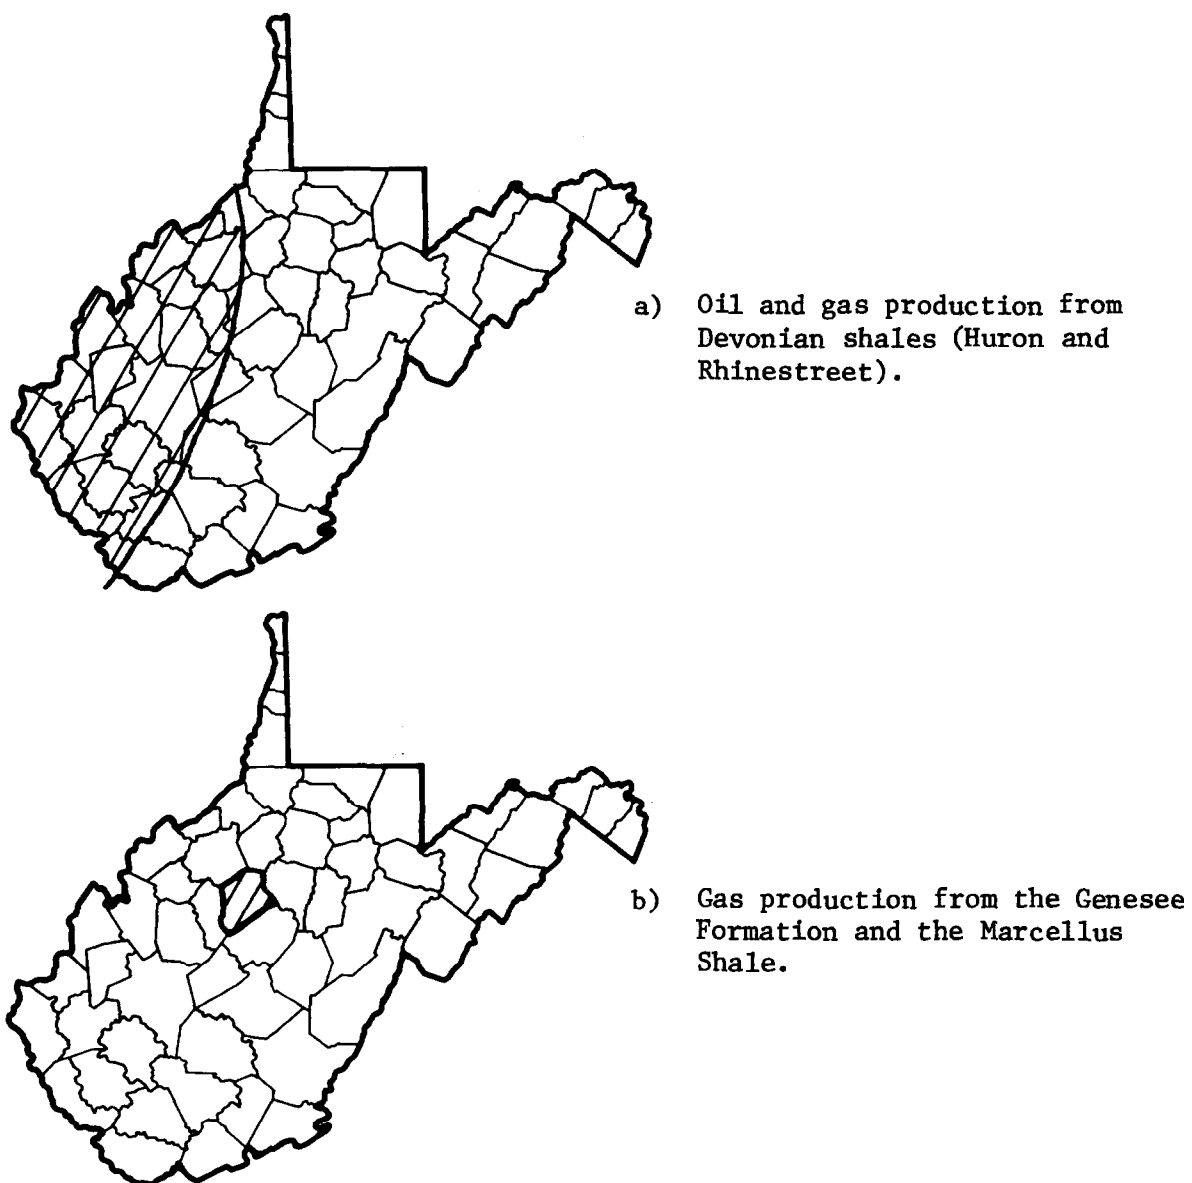 a) Oil and gas production from
Devonian shales (Huron and
Rhinestreet).
b) Gas production from the Genesee
Formation and the Marcellus
Shale.